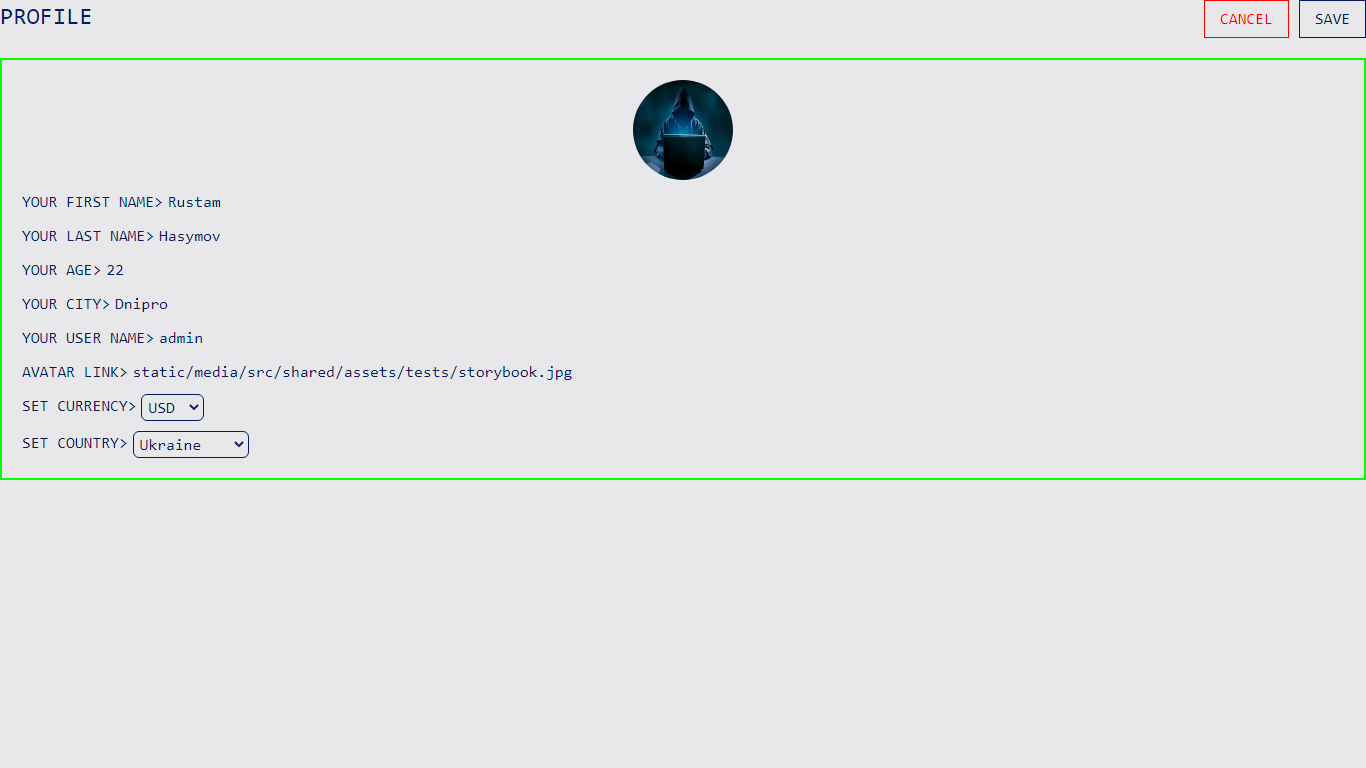 PROFILE
CANCEL
SAVE
YOUR FIRST NAME> Rustam
YOUR LAST NAME> Hasymov
YOUR AGE> 22
YOUR CITY> Dnipro
YOUR USER NAME> admin
AVATAR LINK> static/media/src/shared/assets/tests/storybook.jpg
SET CURRENCY> USD
SET COUNTRY> Ukraine